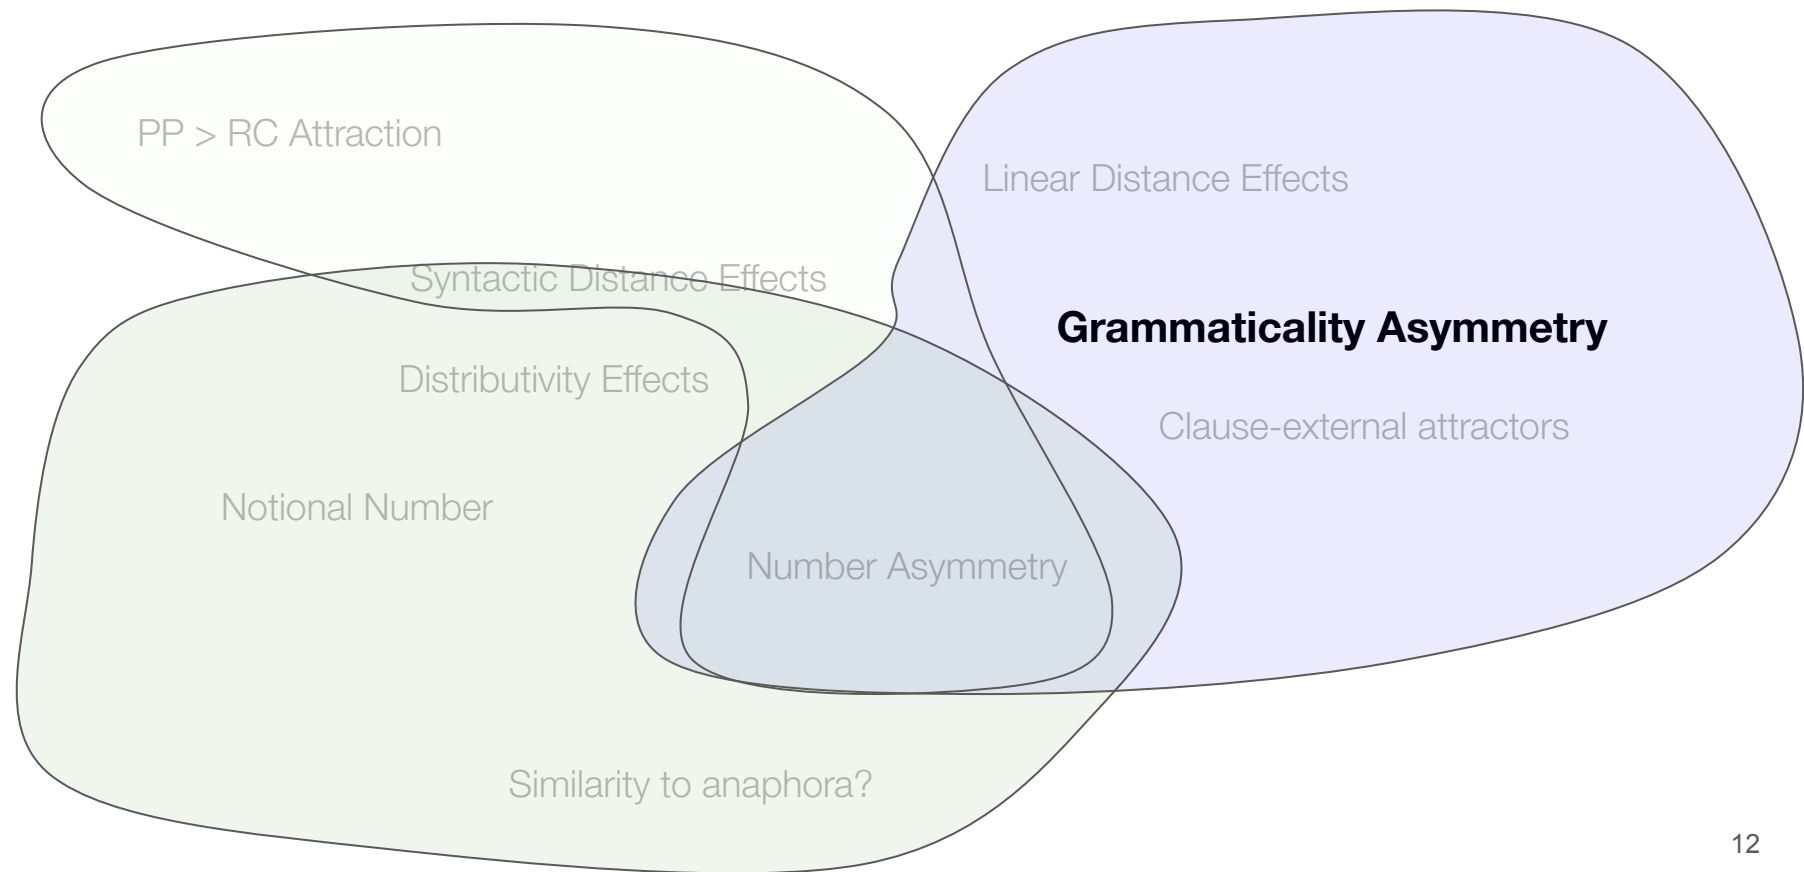 PP > RC Attraction
Linear Distance Effects
Syntactic Distance Effects
Grammaticality Asymmetry
Distributivity Effects
Clause-external attractors
Notional Number
Number Asymmetry
Similarity to anaphora?
12